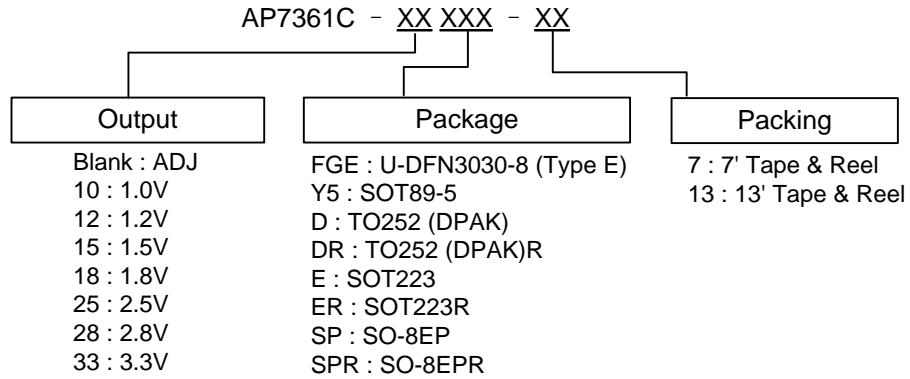 AP7361C – XX XXX – XX
Output
Blank : ADJ
10 : 1.0V
12 : 1.2V
15 : 1.5V
18 : 1.8V
25 : 2.5V
28 : 2.8V
33 : 3.3V
Package
FGE : U-DFN3030-8 (Type E)
Y5 : SOT89-5
D : TO252 (DPAK)
DR : TO252 (DPAK)R
E : SOT223
ER : SOT223R
SP : SO-8EP
SPR : SO-8EPR
Packing
7 : 7' Tape & Reel
13 : 13' Tape & Reel